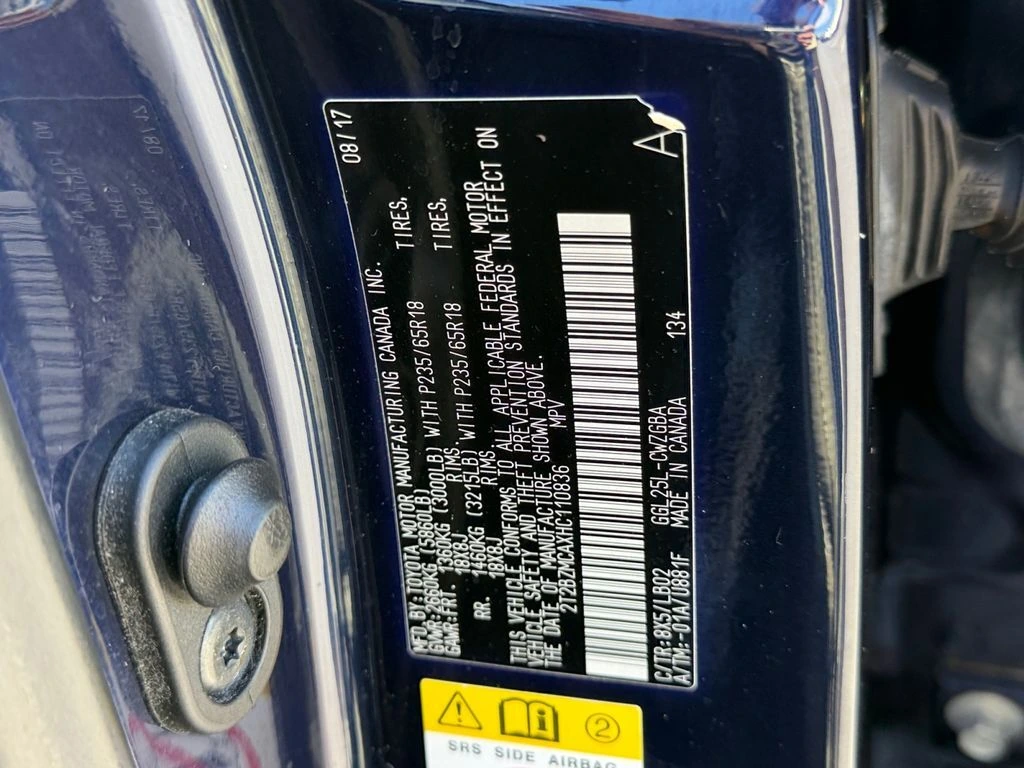 MFD. BY:TOYOTA MOTOR MANUFACTURING CANADA INC. 08/17
GVWR:2660KG (5860LB)
GAWR:FRT. 1360KG (3000LB) WITH P235/65R18 TIRES.
18X8J RIMS
RR. 1460KG (3215LB) WITH P235/65R18 TIRES.
18X8J RIMS
THIS VEHICLE CONFORMS TO ALL APPLICABLE FEDERAL MOTOR
VEHICLE SAFETY AND THEFT PREVENTION STANDARDS IN EFFECT ON
THE DATE OF MANUFACTURE SHOWN ABOVE.
2T2BZMCAXHC110836 MPV
A
C/TR:8X5/LB02 GGL25L-CWZGBA
A/TM:-01A/U881F MADE IN CANADA 134
2
SRS SIDE AIRBAG